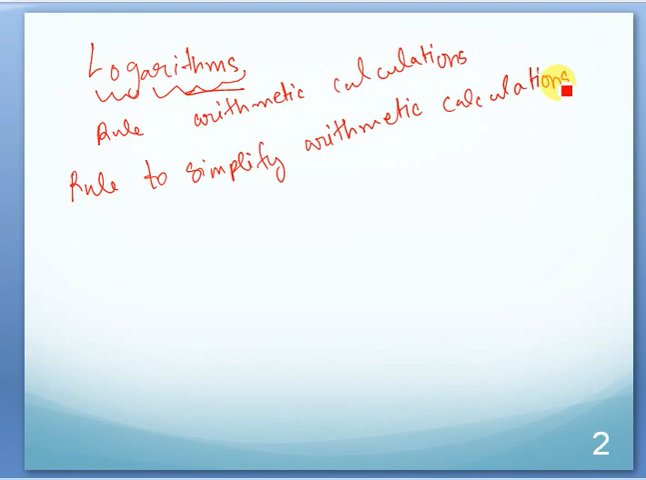 Logarithms
Rule arithmetic calculations
Rule to simplify arithmetic calculations
2